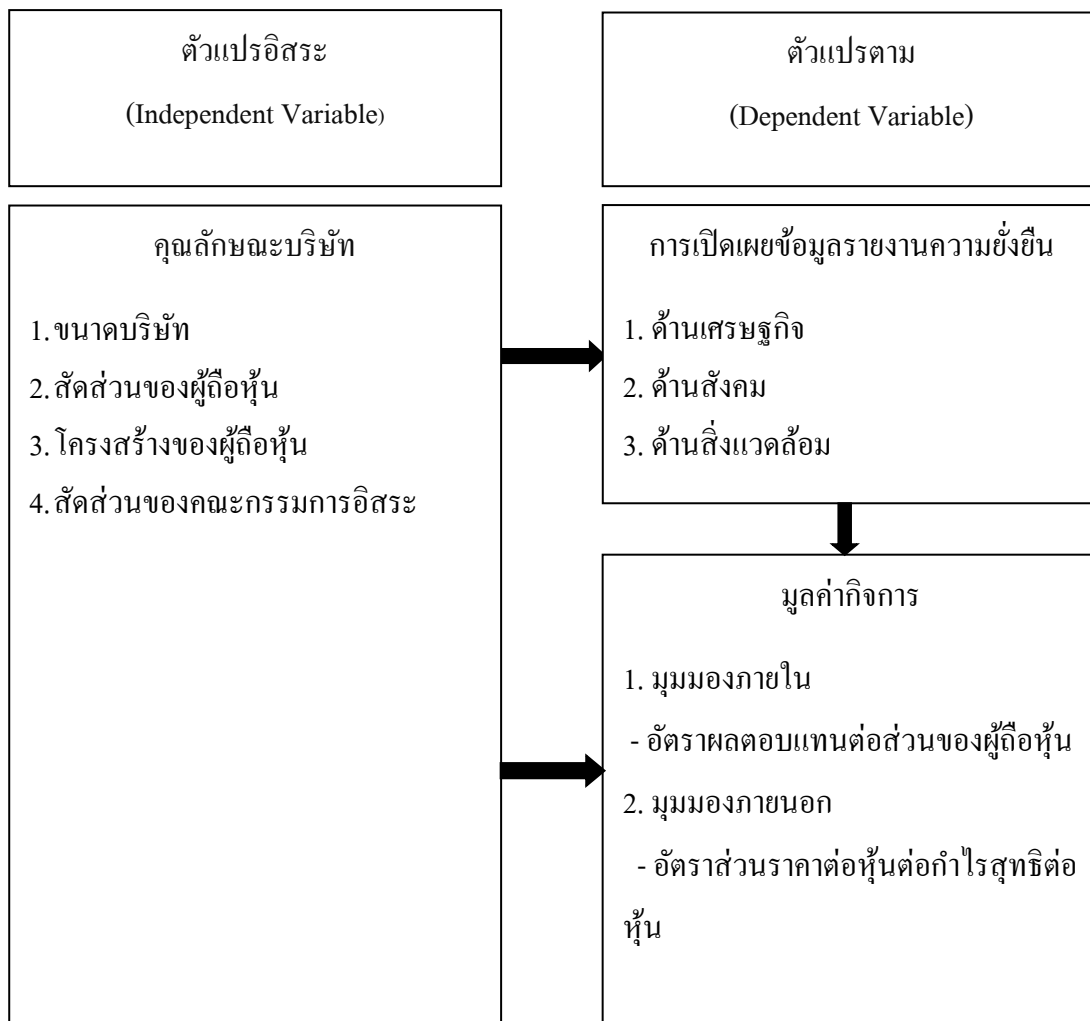 ตัวแปรอิสระ
(Independent Variable)
ตัวแปรตาม
(Dependent Variable)
คุณลักษณะบริษัท
1. ขนาดบริษัท
2. สัดส่วนของผู้ถือหุ้น
3. โครงสร้างของผู้ถือหุ้น
4. สัดส่วนของคณะกรรมการอิสระ
การเปิดเผยข้อมูลรายงานความยั่งยืน
1. ด้านเศรษฐกิจ
2. ด้านสังคม
3. ด้านสิ่งแวดล้อม
มูลค่ากิจการ
1. มุมมองภายใน
- อัตราผลตอบแทนต่อส่วนของผู้ถือหุ้น
2. มุมมองภายนอก
- อัตราส่วนราคาต่อหุ้นต่อกำไรสุทธิต่อ
หุ้น